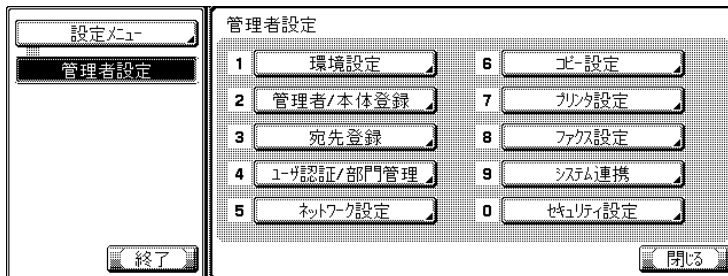 設定メニュー
管理者設定
終了
管理者設定
1 環境設定
2 管理者/本体登録
3 宛先登録
4 ユーザ認証/部門管理
5 ネットワーク設定
6 コピー設定
7 プリンタ設定
8 ファクス設定
9 システム連携
0 セキュリティ設定
閉じる